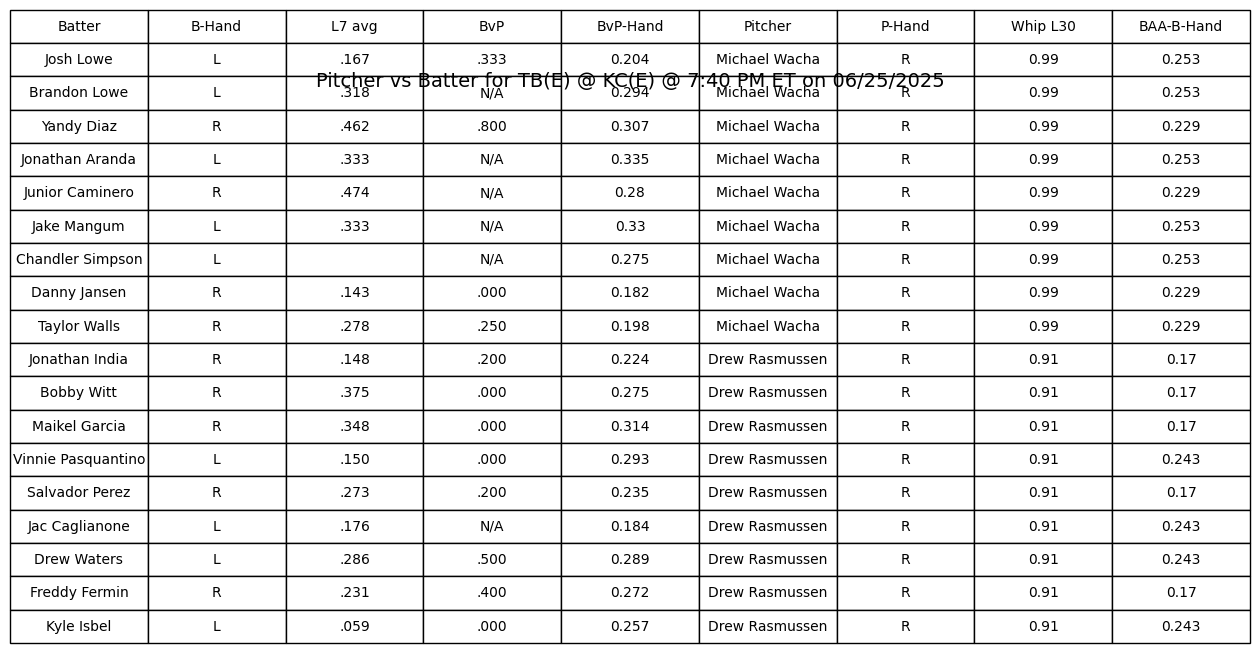 Batter B-Hand L7 avg BvP BvP-Hand Pitcher P-Hand Whip L30 BAA-B-Hand
Josh Lowe L .167 .333 0.204 Michael Wacha R 0.99 0.253
Pitcher vs Batter for TB(E) @ KC(E) @ 7:40 PM ET on 06/25/2025
Brandon Lowe L .318 N/A 0.294 Michael Wacha R 0.99 0.253
Yandy Diaz R .462 .800 0.307 Michael Wacha R 0.99 0.229
Jonathan Aranda L .333 N/A 0.335 Michael Wacha R 0.99 0.253
Junior Caminero R .474 N/A 0.28 Michael Wacha R 0.99 0.229
Jake Mangum L .333 N/A 0.33 Michael Wacha R 0.99 0.253
Chandler Simpson L N/A 0.275 Michael Wacha R 0.99 0.253
Danny Jansen R .143 .000 0.182 Michael Wacha R 0.99 0.229
Taylor Walls R .278 .250 0.198 Michael Wacha R 0.99 0.229
Jonathan India R .148 .200 0.224 Drew Rasmussen R 0.91 0.17
Bobby Witt R .375 .000 0.275 Drew Rasmussen R 0.91 0.17
Maikel Garcia R .348 .000 0.314 Drew Rasmussen R 0.91 0.17
Vinnie Pasquantino L .150 .000 0.293 Drew Rasmussen R 0.91 0.243
Salvador Perez R .273 .200 0.235 Drew Rasmussen R 0.91 0.17
Jac Caglianone L .176 N/A 0.184 Drew Rasmussen R 0.91 0.243
Drew Waters L .286 .500 0.289 Drew Rasmussen R 0.91 0.243
Freddy Fermin R .231 .400 0.272 Drew Rasmussen R 0.91 0.17
Kyle Isbel L .059 .000 0.257 Drew Rasmussen R 0.91 0.243